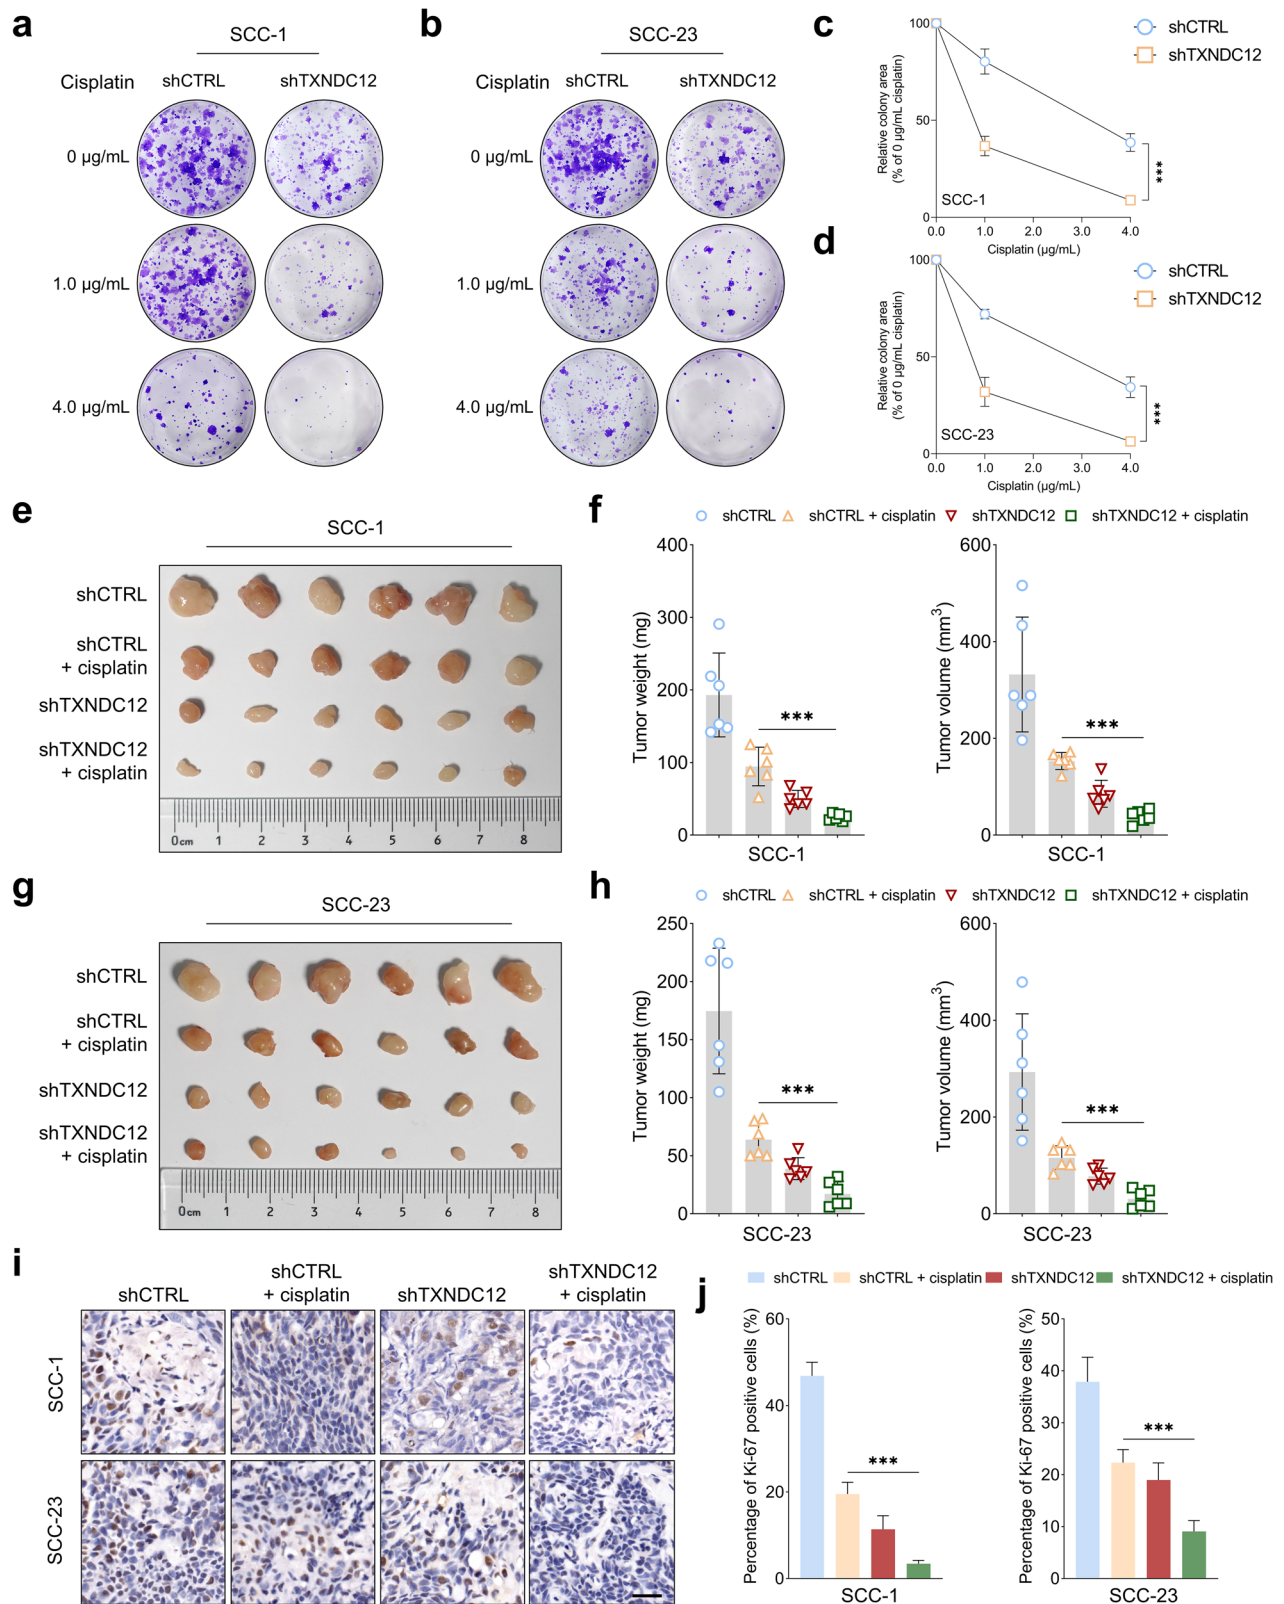 a
SCC-1
Cisplatin shCTRL shTXNDC12
0 µg/mL
1.0 µg/mL
4.0 µg/mL
b
SCC-23
shCTRL shTXNDC12
0 µg/mL
1.0 µg/mL
4.0 µg/mL
c
shCTRL
shTXNDC12
Relative colony area
(% of 0 µg/mL cisplatin)
100
50
0
***
SCC-1
0.0 1.0 2.0 3.0 4.0
Cisplatin (µg/mL)
d
shCTRL
shTXNDC12
Relative colony area
(% of 0 µg/mL cisplatin)
100
50
0
***
SCC-23
0.0 1.0 2.0 3.0 4.0
Cisplatin (µg/mL)
e
SCC-1
shCTRL
shCTRL
+ cisplatin
shTXNDC12
shTXNDC12
+ cisplatin
0cm 1 2 3 4 5 6 7 8
f
shCTRL shCTRL + cisplatin shTXNDC12 shTXNDC12 + cisplatin
Tumor weight (mg)
400
300
200
100
0
***
SCC-1
Tumor volume (mm³)
600
400
200
0
***
SCC-1
g
SCC-23
shCTRL
shCTRL
+ cisplatin
shTXNDC12
shTXNDC12
+ cisplatin
0cm 1 2 3 4 5 6 7 8
h
shCTRL shCTRL + cisplatin shTXNDC12 shTXNDC12 + cisplatin
Tumor weight (mg)
250
200
150
100
50
0
***
SCC-23
Tumor volume (mm³)
600
400
200
0
***
SCC-23
i
shCTRL
shCTRL
+ cisplatin
shTXNDC12
shTXNDC12
+ cisplatin
SCC-1
SCC-23
j
shCTRL shCTRL + cisplatin shTXNDC12 shTXNDC12 + cisplatin
Percentage of Ki-67 positive cells (%)
60
40
20
0
***
SCC-1
Percentage of Ki-67 positive cells (%)
50
40
30
20
10
0
***
SCC-23